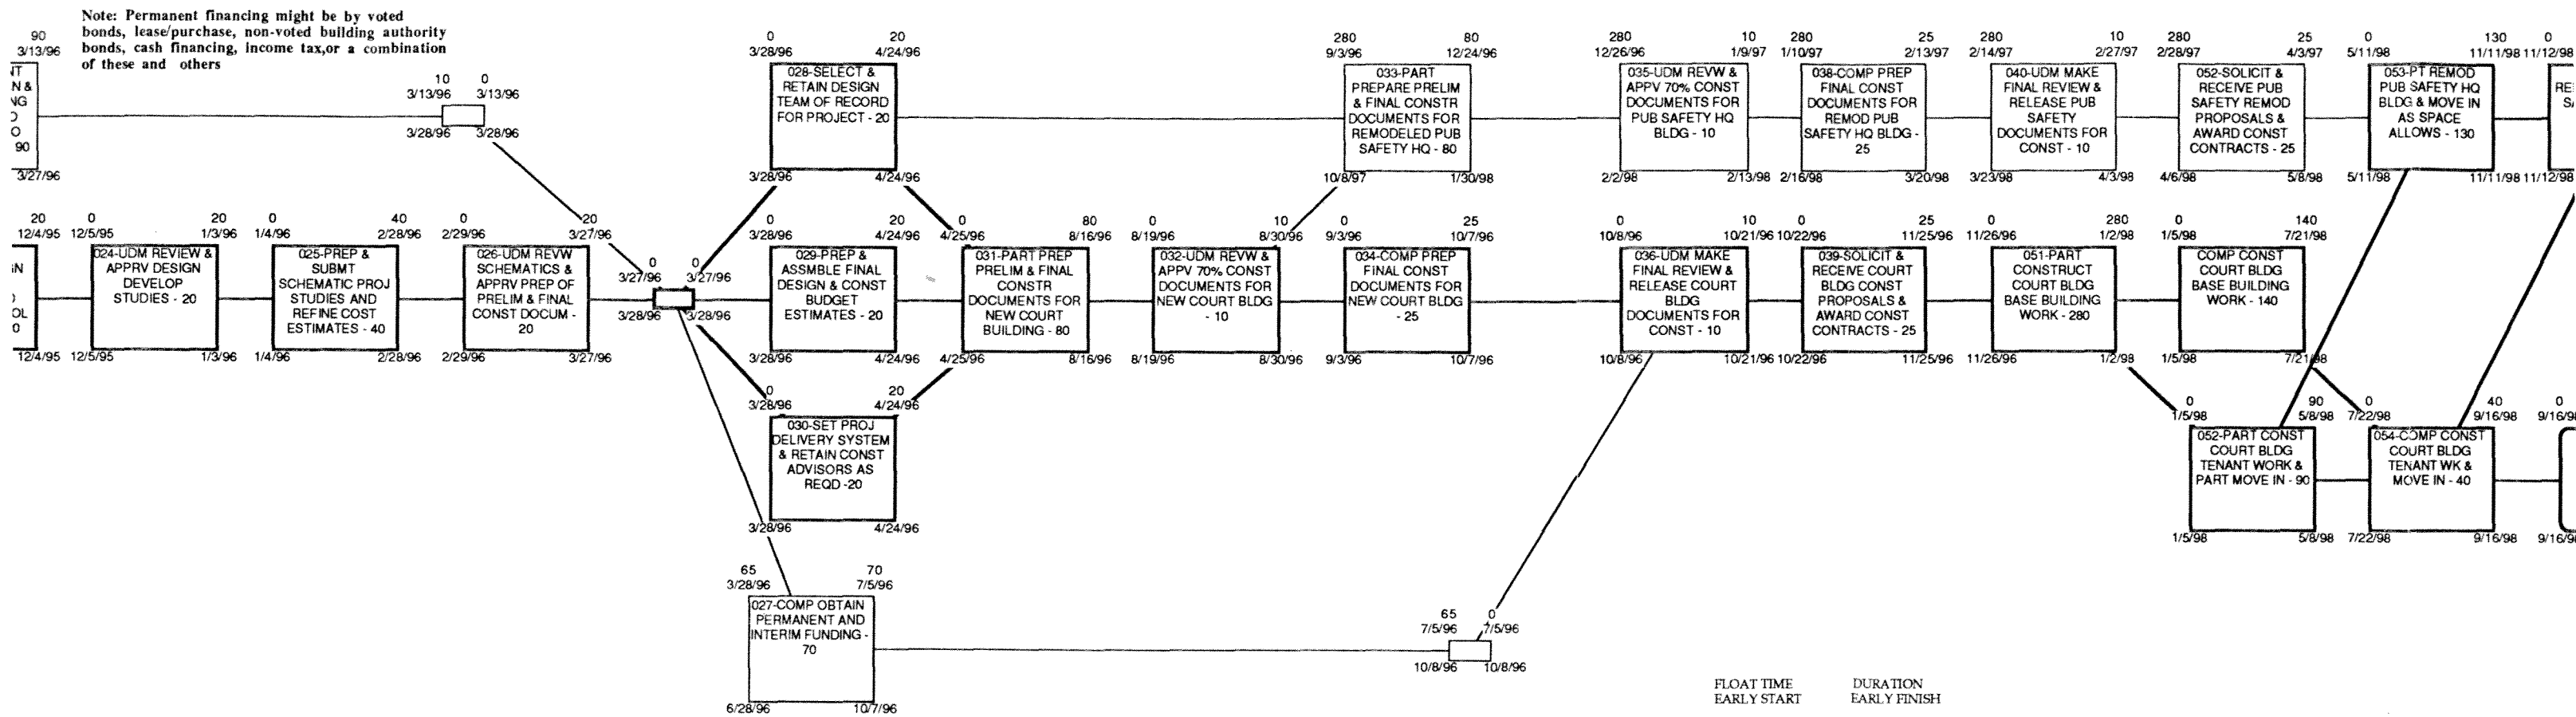 Note: Permanent financing might be by voted
bonds, lease/purchase, non-voted building authority
bonds, cash financing, income tax,or a combination
of these and others
90
3/13/96
90
3/27/96
10 0
3/13/96 3/13/96
3/28/96 3/28/96
0 20
3/28/96 4/24/96
028-SELECT &
RETAIN DESIGN
TEAM OF RECORD
FOR PROJECT - 20
3/28/96 4/24/96
280 80
9/3/96 12/24/96
033-PART
PREPARE PRELIM
& FINAL CONSTR
DOCUMENTS FOR
REMODELED PUB
SAFETY HQ - 80
10/8/97 1/30/98
280 10
12/26/96 1/9/97
035-UDM REVW &
APPV 70% CONST
DOCUMENTS FOR
PUB SAFETY HQ
BLDG - 10
2/2/98 2/13/98
280 25
1/10/97 2/13/97
038-COMP PREP
FINAL CONST
DOCUMENTS FOR
REMOD PUB
SAFETY HQ BLDG -
25
2/16/98 3/20/98
280 10
2/14/97 2/27/97
040-UDM MAKE
FINAL REVIEW &
RELEASE PUB
SAFETY
DOCUMENTS FOR
CONST - 10
3/23/98 4/3/98
280 25
2/28/97 4/3/97
052-SOLICIT &
RECEIVE PUB
SAFETY REMOD
PROPOSALS &
AWARD CONST
CONTRACTS - 25
4/6/98 5/8/98
0 130
5/11/98 11/11/98
053-PT REMOD
PUB SAFETY HQ
BLDG & MOVE IN
AS SPACE
ALLOWS - 130
5/11/98 11/11/98
0
11/12/98
11/12/98
20
12/4/95
12/4/95
0 20
12/5/95 1/3/96
024-UDM REVIEW &
APPRV DESIGN
DEVELOP
STUDIES - 20
12/5/95 1/3/96
0 40
1/4/96 2/28/96
025-PREP &
SUBMT
SCHEMATIC PROJ
STUDIES AND
REFINE COST
ESTIMATES - 40
1/4/96 2/28/96
0 20
2/29/96 3/27/96
026-UDM REVW
SCHEMATICS &
APPRV PREP OF
PRELIM & FINAL
CONST DOCUM -
20
2/29/96 3/27/96
0 0
3/27/96 3/27/96
3/28/96 3/28/96
0 20
3/28/96 4/24/96
029-PREP &
ASSMBLE FINAL
DESIGN & CONST
BUDGET
ESTIMATES - 20
3/28/96 4/24/96
0 80
4/25/96 8/16/96
031-PART PREP
PRELIM & FINAL
CONSTR
DOCUMENTS FOR
NEW COURT
BUILDING - 80
4/25/96 8/16/96
0 10
8/19/96 8/30/96
032-UDM REVW &
APPV 70% CONST
DOCUMENTS FOR
NEW COURT BLDG
- 10
8/19/96 8/30/96
0 25
9/3/96 10/7/96
034-COMP PREP
FINAL CONST
DOCUMENTS FOR
NEW COURT BLDG
- 25
9/3/96 10/7/96
0 10
10/8/96 10/21/96
036-UDM MAKE
FINAL REVIEW &
RELEASE COURT
BLDG
DOCUMENTS FOR
CONST - 10
10/8/96 10/21/96
0 25
10/22/96 11/25/96
039-SOLICIT &
RECEIVE COURT
BLDG CONST
PROPOSALS &
AWARD CONST
CONTRACTS - 25
10/22/96 11/25/96
0 280
11/26/96 1/2/98
051-PART
CONSTRUCT
COURT BLDG
BASE BUILDING
WORK - 280
11/26/96 1/2/98
0 140
1/5/98 7/21/98
COMP CONST
COURT BLDG
BASE BUILDING
WORK - 140
1/5/98 7/21/98
0 20
3/28/96 4/24/96
030-SET PROJ
DELIVERY SYSTEM
& RETAIN CONST
ADVISORS AS
REQD -20
3/28/96 4/24/96
0 90
1/5/98 5/8/98
052-PART CONST
COURT BLDG
TENANT WORK &
PART MOVE IN - 90
1/5/98 5/8/98
0 40
7/22/98 9/16/98
054-COMP CONST
COURT BLDG
TENANT WK &
MOVE IN - 40
7/22/98 9/16/98
0
65 70
3/28/96 7/5/96
027-COMP OBTAIN
PERMANENT AND
INTERIM FUNDING -
70
6/28/96 10/7/96
65 0
7/5/96 7/5/96
10/8/96 10/8/96
FLOAT TIME DURATION
EARLY START EARLY FINISH